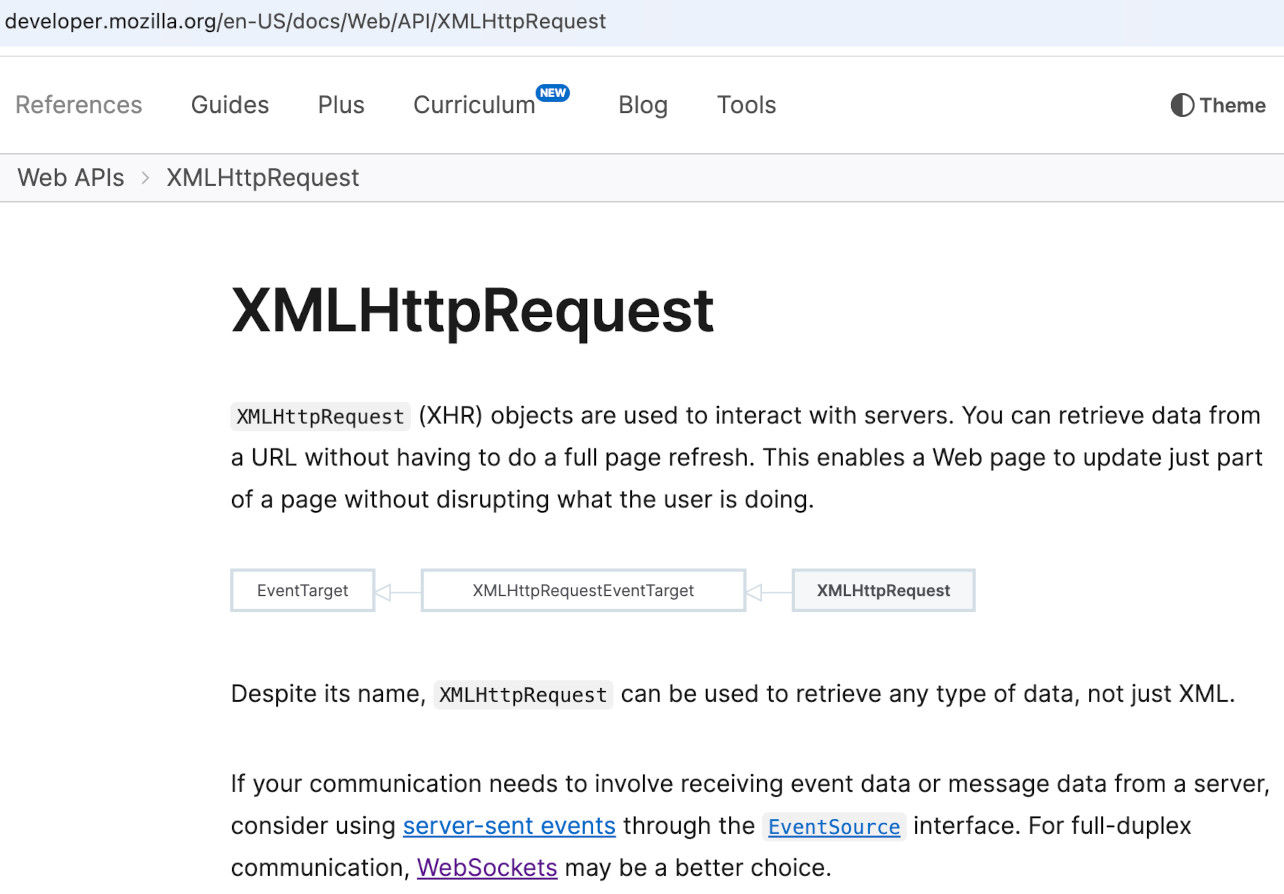 developer.mozilla.org/en-US/docs/Web/API/XMLHttpRequest
References Guides Plus Curriculum NEW Blog Tools Theme
Web APIs > XMLHttpRequest
XMLHttpRequest
XMLHttpRequest (XHR) objects are used to interact with servers. You can retrieve data from
a URL without having to do a full page refresh. This enables a Web page to update just part
of a page without disrupting what the user is doing.
EventTarget XMLHttpRequestEventTarget XMLHttpRequest
Despite its name, XMLHttpRequest can be used to retrieve any type of data, not just XML.
If your communication needs to involve receiving event data or message data from a server,
consider using server-sent events through the EventSource interface. For full-duplex
communication, WebSockets may be a better choice.